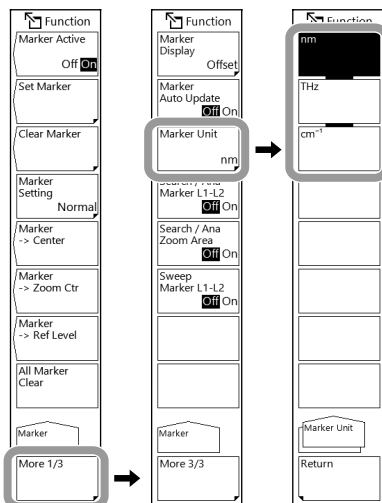 Function
Marker Active
Off On
Set Marker
Clear Marker
Marker
Setting
Normal
Marker
-> Center
Marker
-> Zoom Ctr
Marker
-> Ref Level
All Marker
Clear
Marker
More 1/3
Function
Marker
Display
Offset
Marker
Auto Update
Off On
Marker Unit
nm
Search / Ana
Marker L1-L2
Off On
Search / Ana
Zoom Area
Off On
Sweep
Marker L1-L2
Off On
Marker
More 3/3
Function
nm
THz
cm⁻¹
Marker Unit
Return